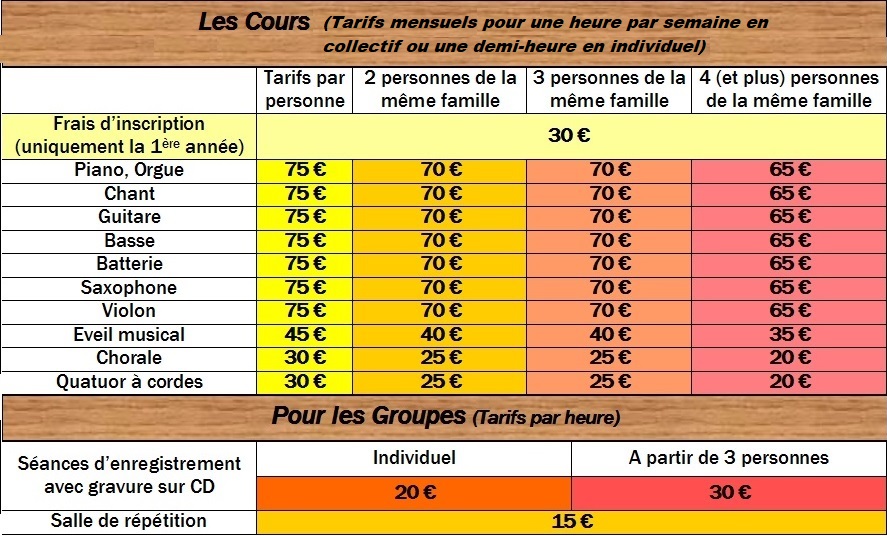 Les Cours (Tarifs mensuels pour une heure par semaine en
collectif ou une demi-heure en individuel)
Tarifs par personne 2 personnes de la même famille 3 personnes de la même famille 4 (et plus) personnes de la même famille
Frais d’inscription
(uniquement la 1ère année) 30 €
Piano, Orgue 75 € 70 € 70 € 65 €
Chant 75 € 70 € 70 € 65 €
Guitare 75 € 70 € 70 € 65 €
Basse 75 € 70 € 70 € 65 €
Batterie 75 € 70 € 70 € 65 €
Saxophone 75 € 70 € 70 € 65 €
Violon 75 € 70 € 70 € 65 €
Eveil musical 45 € 40 € 40 € 35 €
Chorale 30 € 25 € 25 € 20 €
Quatuor à cordes 30 € 25 € 25 € 20 €
Pour les Groupes (Tarifs par heure)
Séances d’enregistrement
avec gravure sur CD
Individuel A partir de 3 personnes
20 € 30 €
Salle de répétition 15 €